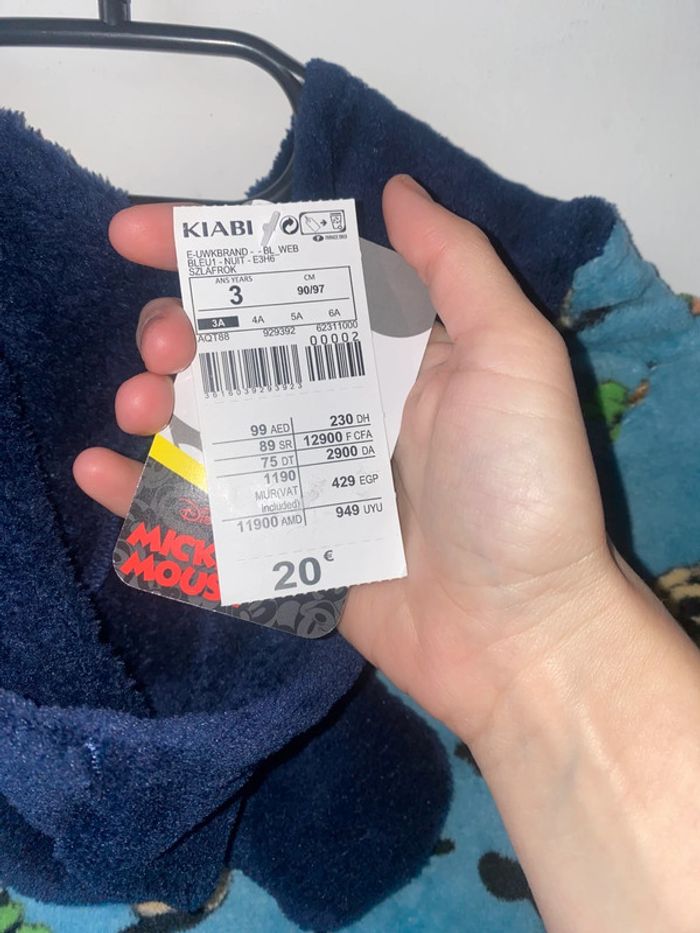 KIABI
E-UWKBRAND - - BL_WEB
BLEU1 - NUIT - E3H6
SZLAFROK
ANS YEARS CM
3 90/97
3A 4A 5A 6A
AQT88 929392 62311000
00002
3616039293923
99 AED 230 DH
89 SR 12900 F CFA
75 DT 2900 DA
1190 MUR(VAT included) 429 EGP
11900 AMD 949 UYU
20€
MICK
MOUS